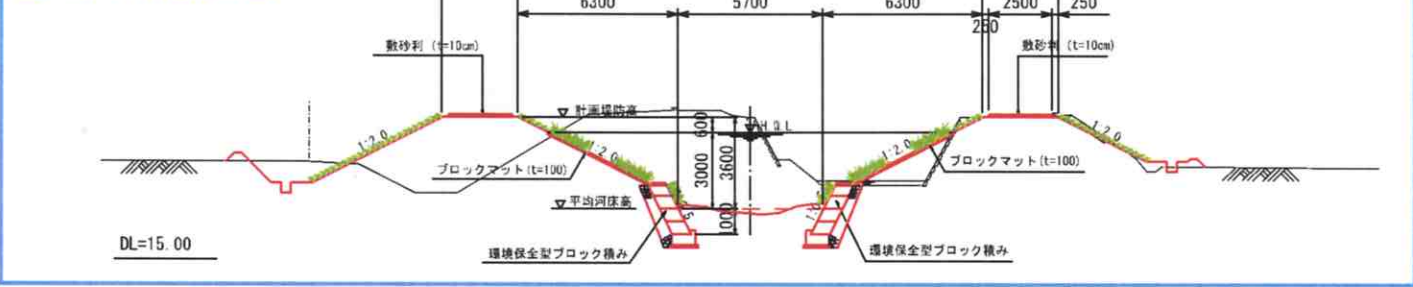 6300
5700
6300
2500
250
250
敷砂利 (t=10cm)
敷砂利 (t=10cm)
計画堤防高
H.W.L
600
1:2.0
1:2.0
1:2.0
1:2.0
ブロックマット(t=100)
3000
3600
ブロックマット(t=100)
平均河床高
1000
DL=15.00
環境保全型ブロック積み
環境保全型ブロック積み